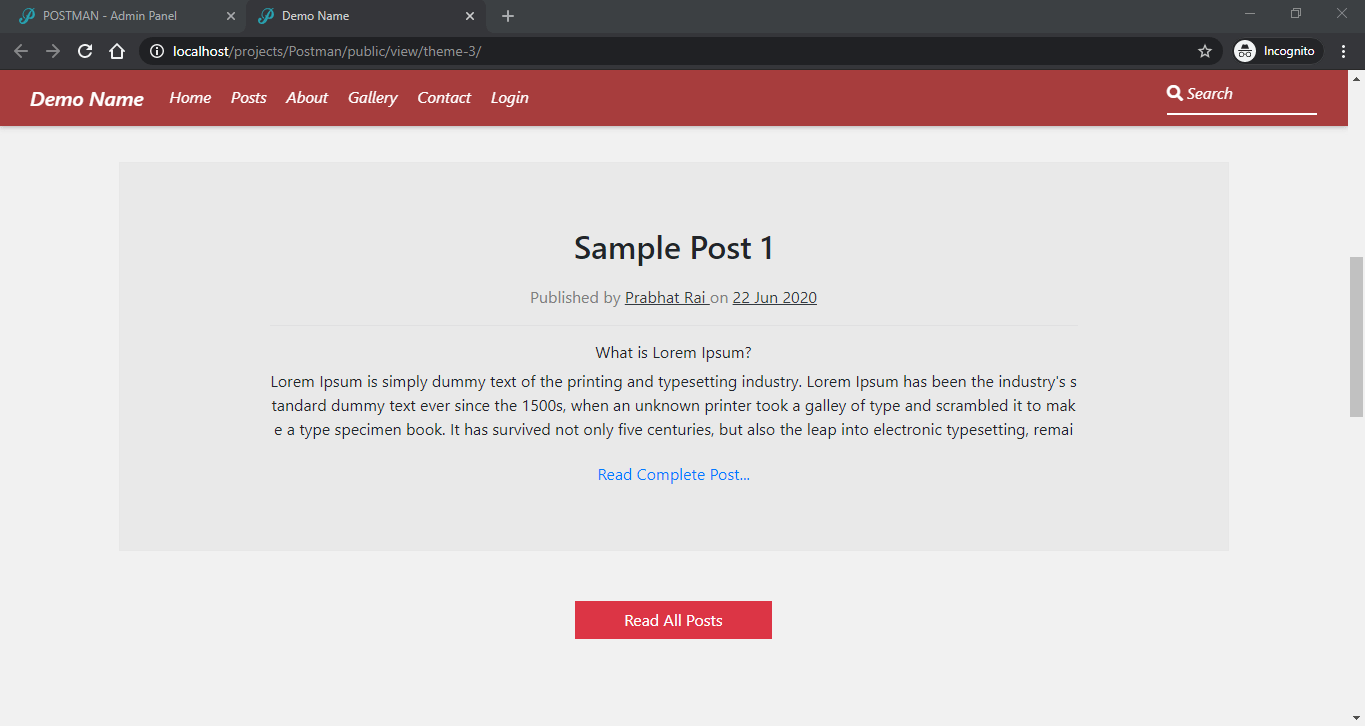 POSTMAN - Admin Panel
Demo Name
localhost/projects/Postman/public/view/theme-3/
Incognito
Demo Name Home Posts About Gallery Contact Login Search
Sample Post 1
Published by Prabhat Rai on 22 Jun 2020
What is Lorem Ipsum?
Lorem Ipsum is simply dummy text of the printing and typesetting industry. Lorem Ipsum has been the industry's s
tandard dummy text ever since the 1500s, when an unknown printer took a galley of type and scrambled it to mak
e a type specimen book. It has survived not only five centuries, but also the leap into electronic typesetting, remai
Read Complete Post...
Read All Posts